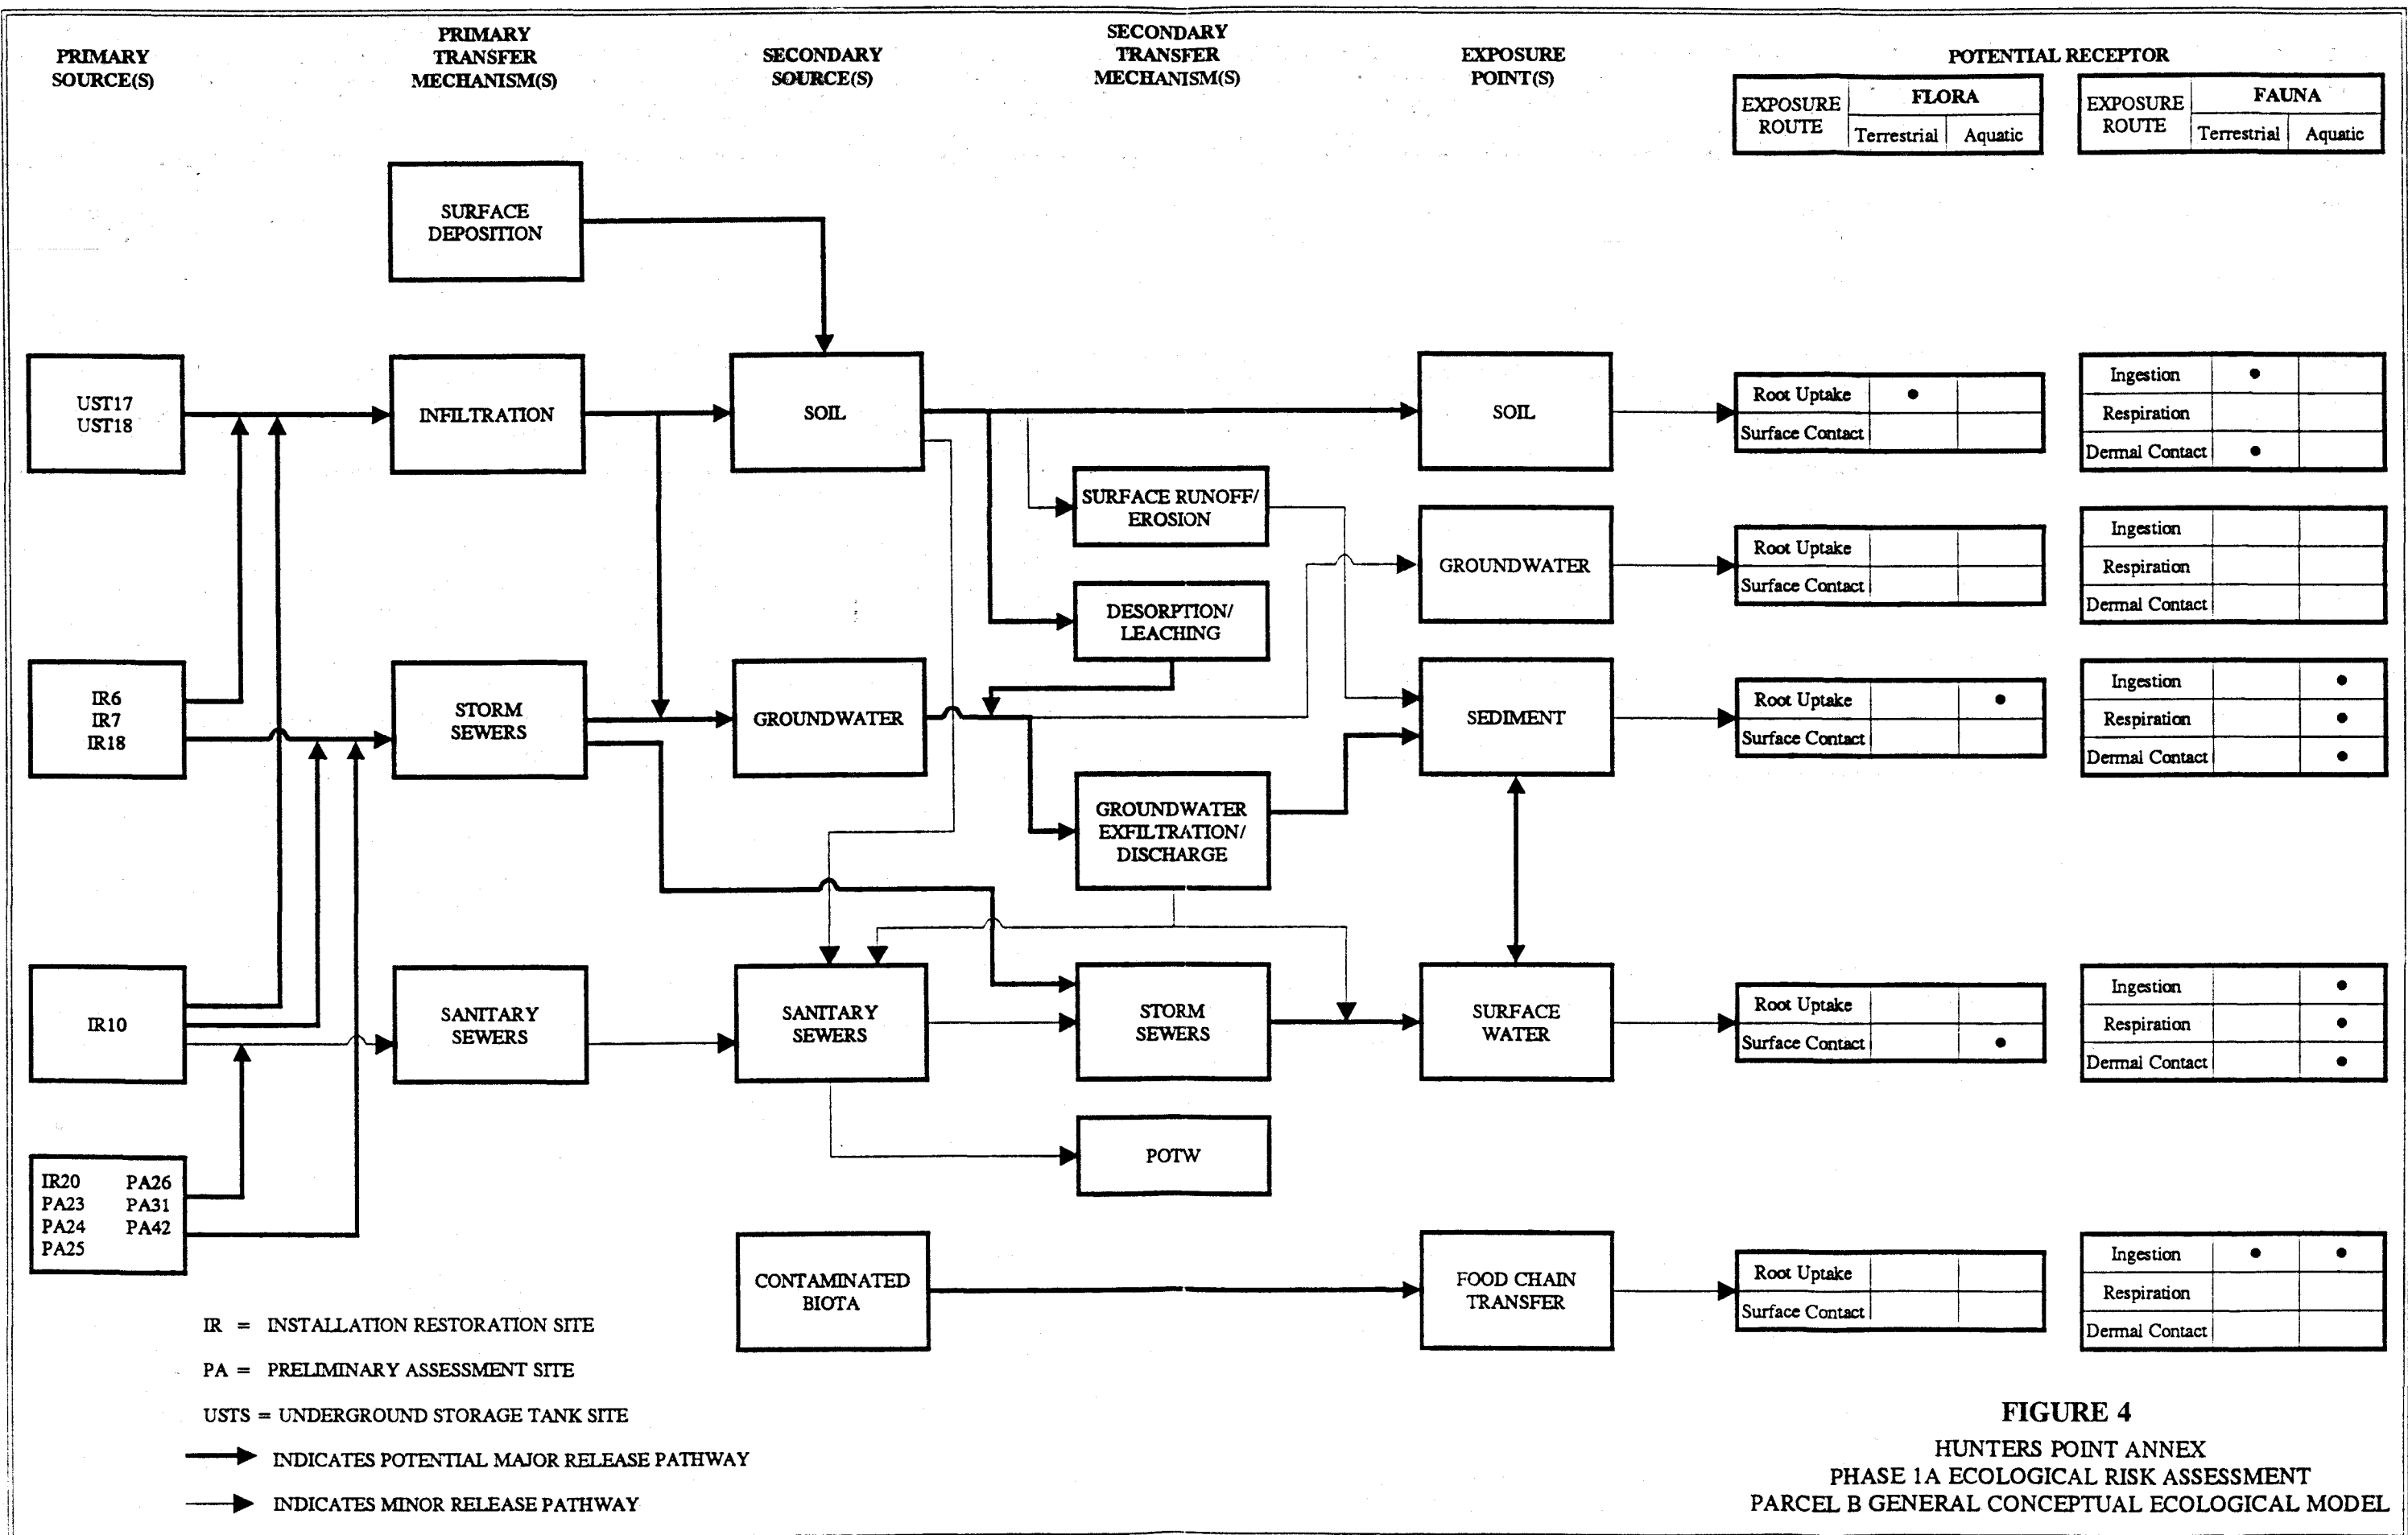 PRIMARY
SOURCE(S)
PRIMARY
TRANSFER
MECHANISM(S)
SECONDARY
SOURCE(S)
SECONDARY
TRANSFER
MECHANISM(S)
EXPOSURE
POINT(S)
POTENTIAL RECEPTOR
EXPOSURE
ROUTE
FLORA
Terrestrial
Aquatic
EXPOSURE
ROUTE
FAUNA
Terrestrial
Aquatic
SURFACE
DEPOSITION
UST17
UST18
INFILTRATION
SOIL
SOIL
Root Uptake
Surface Contact
Ingestion
Respiration
Dermal Contact
SURFACE RUNOFF/
EROSION
GROUNDWATER
Root Uptake
Surface Contact
Ingestion
Respiration
Dermal Contact
DESORPTION/
LEACHING
IR6
IR7
IR18
STORM
SEWERS
GROUNDWATER
SEDIMENT
Root Uptake
Surface Contact
Ingestion
Respiration
Dermal Contact
GROUNDWATER
EXFILTRATION/
DISCHARGE
IR10
SANITARY
SEWERS
SANITARY
SEWERS
STORM
SEWERS
SURFACE
WATER
Root Uptake
Surface Contact
Ingestion
Respiration
Dermal Contact
POTW
IR20 PA26
PA23 PA31
PA24 PA42
PA25
CONTAMINATED
BIOTA
FOOD CHAIN
TRANSFER
Root Uptake
Surface Contact
Ingestion
Respiration
Dermal Contact
IR = INSTALLATION RESTORATION SITE
PA = PRELIMINARY ASSESSMENT SITE
USTS = UNDERGROUND STORAGE TANK SITE
INDICATES POTENTIAL MAJOR RELEASE PATHWAY
INDICATES MINOR RELEASE PATHWAY
FIGURE 4
HUNTERS POINT ANNEX
PHASE 1A ECOLOGICAL RISK ASSESSMENT
PARCEL B GENERAL CONCEPTUAL ECOLOGICAL MODEL